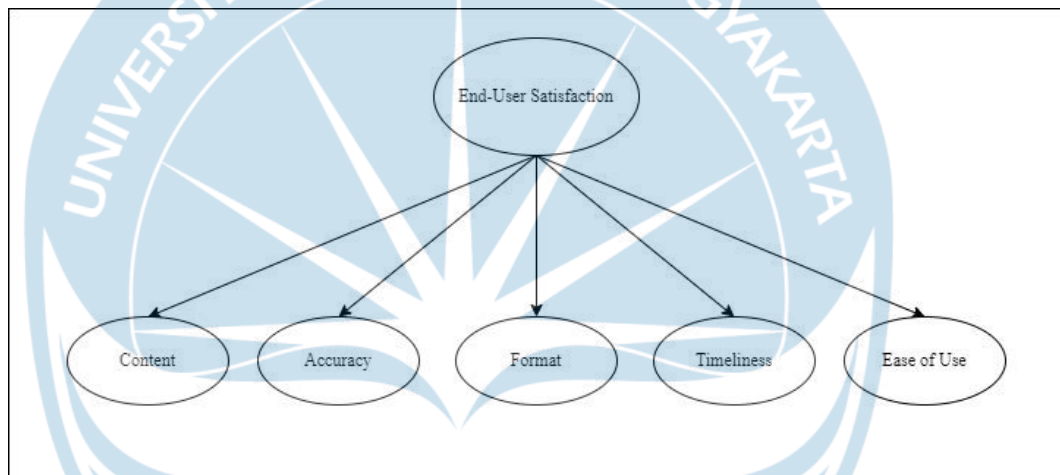 End-User Satisfaction
Content
Accuracy
Format
Timeliness
Ease of Use